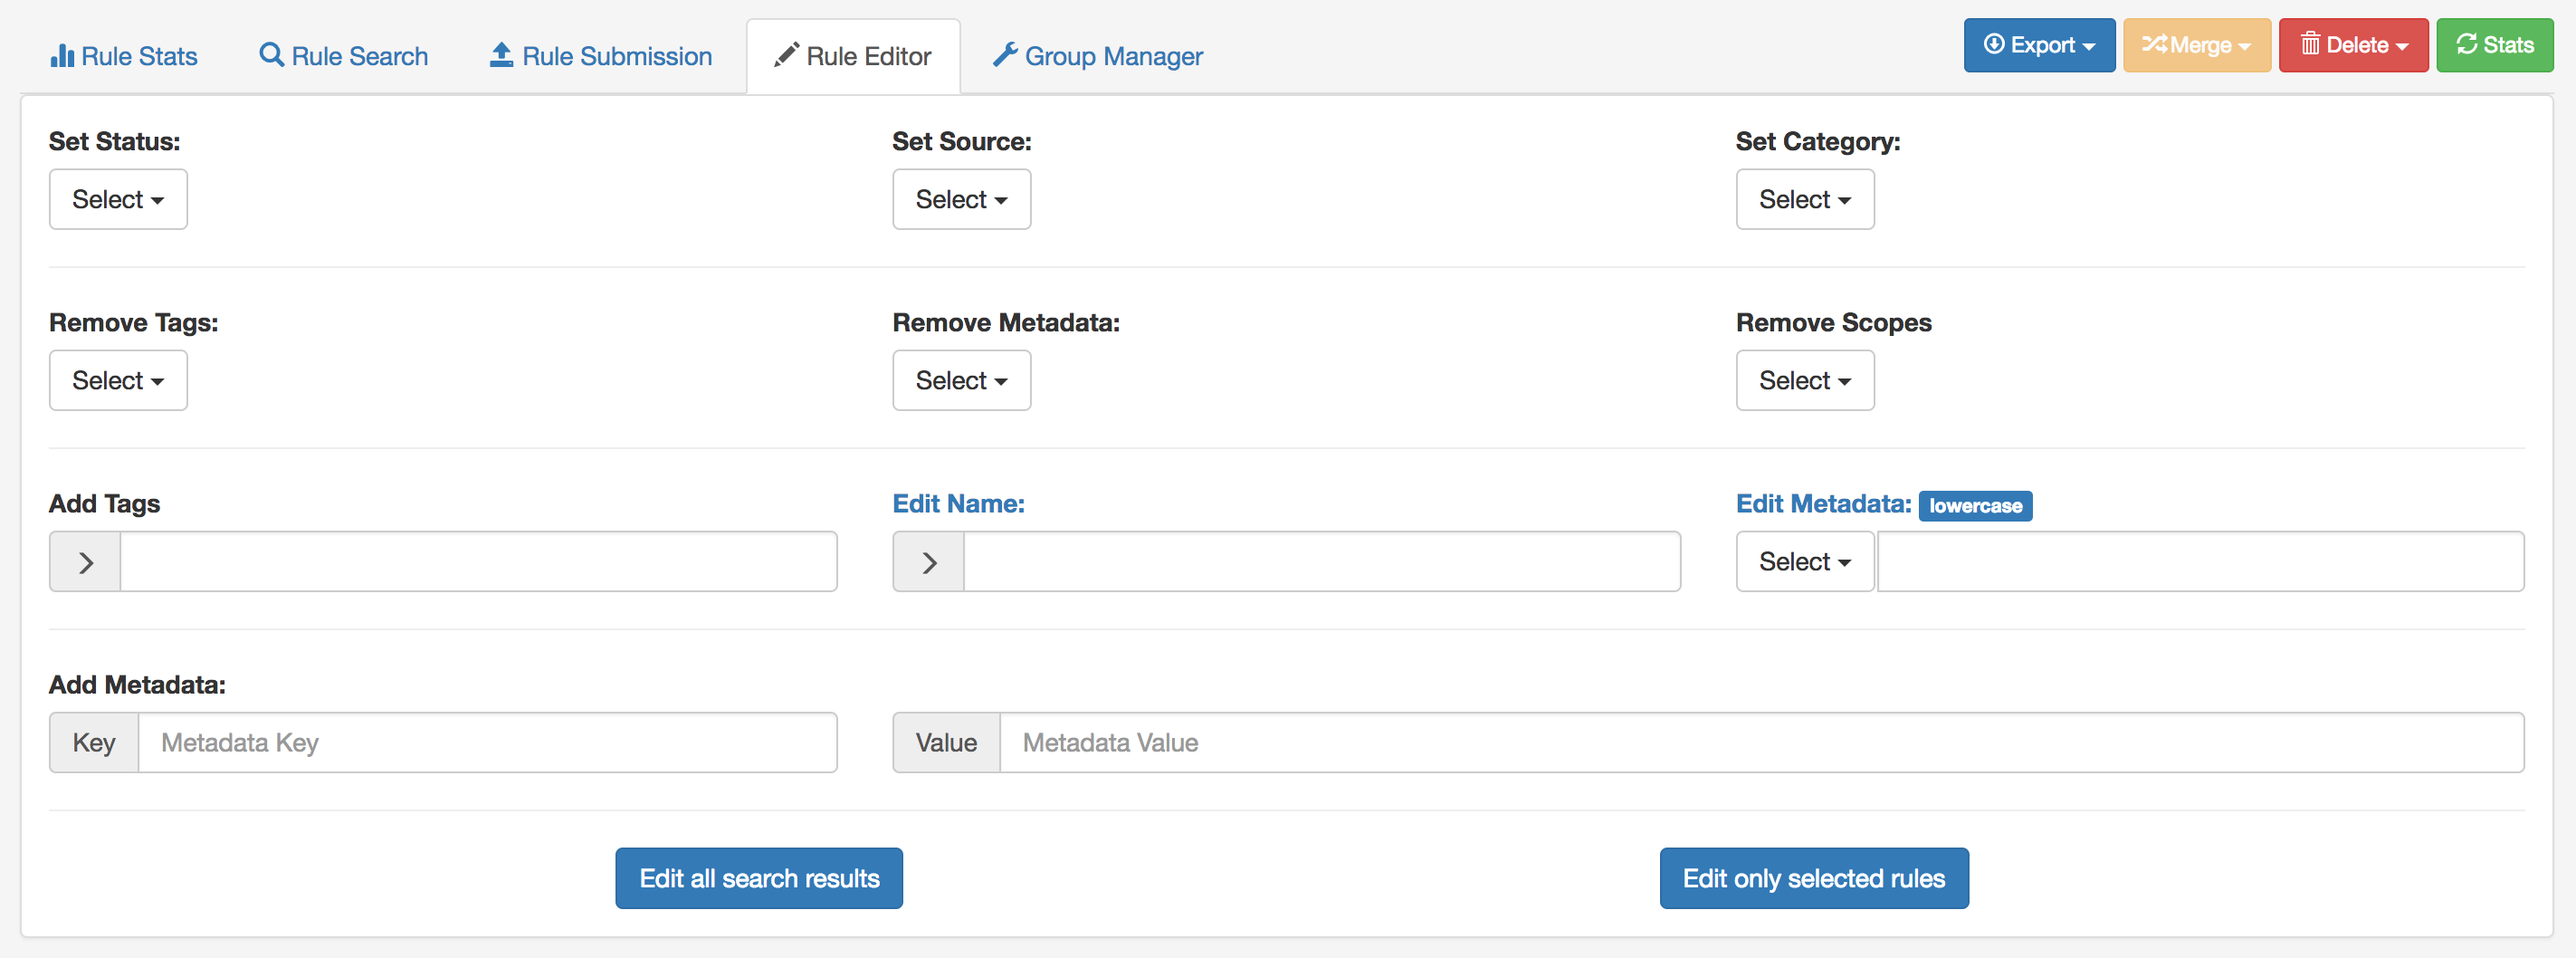 Rule Stats Rule Search Rule Submission Rule Editor Group Manager Export Merge Delete Stats
Set Status: Set Source: Set Category:
Select Select Select
Remove Tags: Remove Metadata: Remove Scopes
Select Select Select
Add Tags Edit Name: Edit Metadata: lowercase
Select
Add Metadata:
Key Metadata Key Value Metadata Value
Edit all search results Edit only selected rules